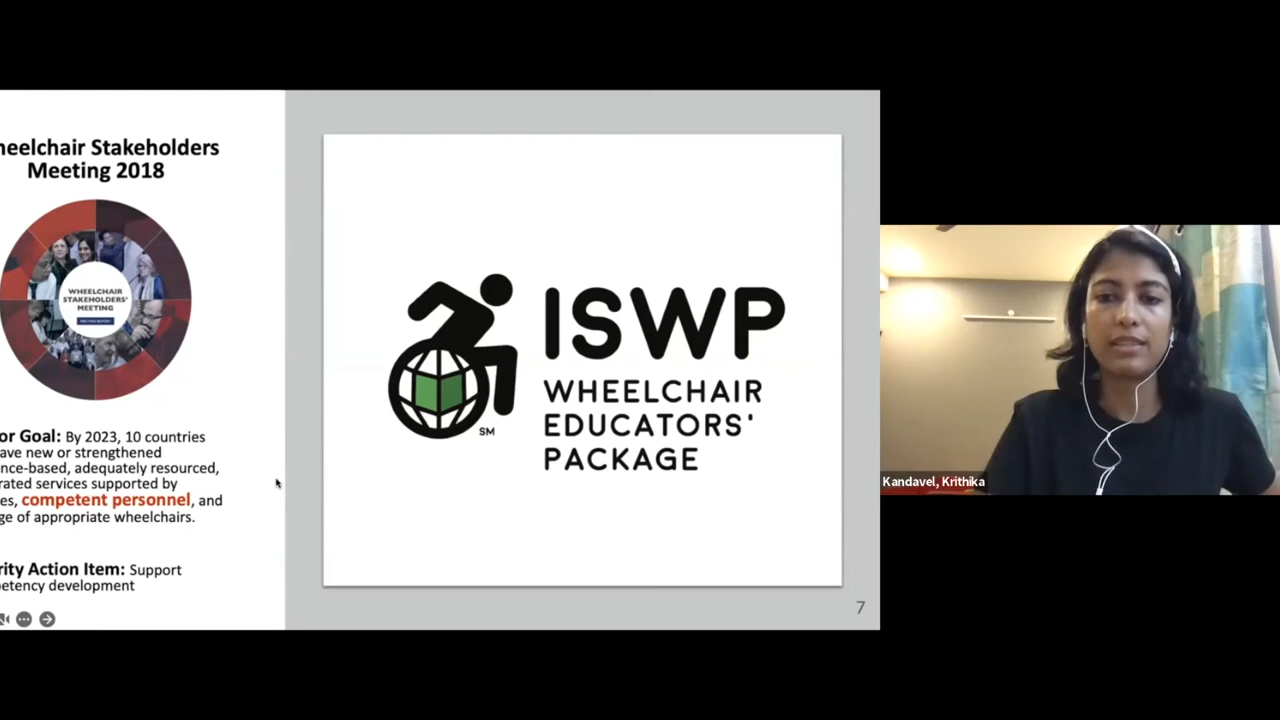 heelchair Stakeholders
Meeting 2018
WHEELCHAIR
STAKEHOLDERS'
MEETING
MEETING REPORT
or Goal: By 2023, 10 countries
ave new or strengthened
nce-based, adequately resourced,
rated services supported by
es, competent personnel, and
ge of appropriate wheelchairs.
rity Action Item: Support
etency development
ISWP
WHEELCHAIR
EDUCATORS'
PACKAGE
SM
7
Kandavel, Krithika